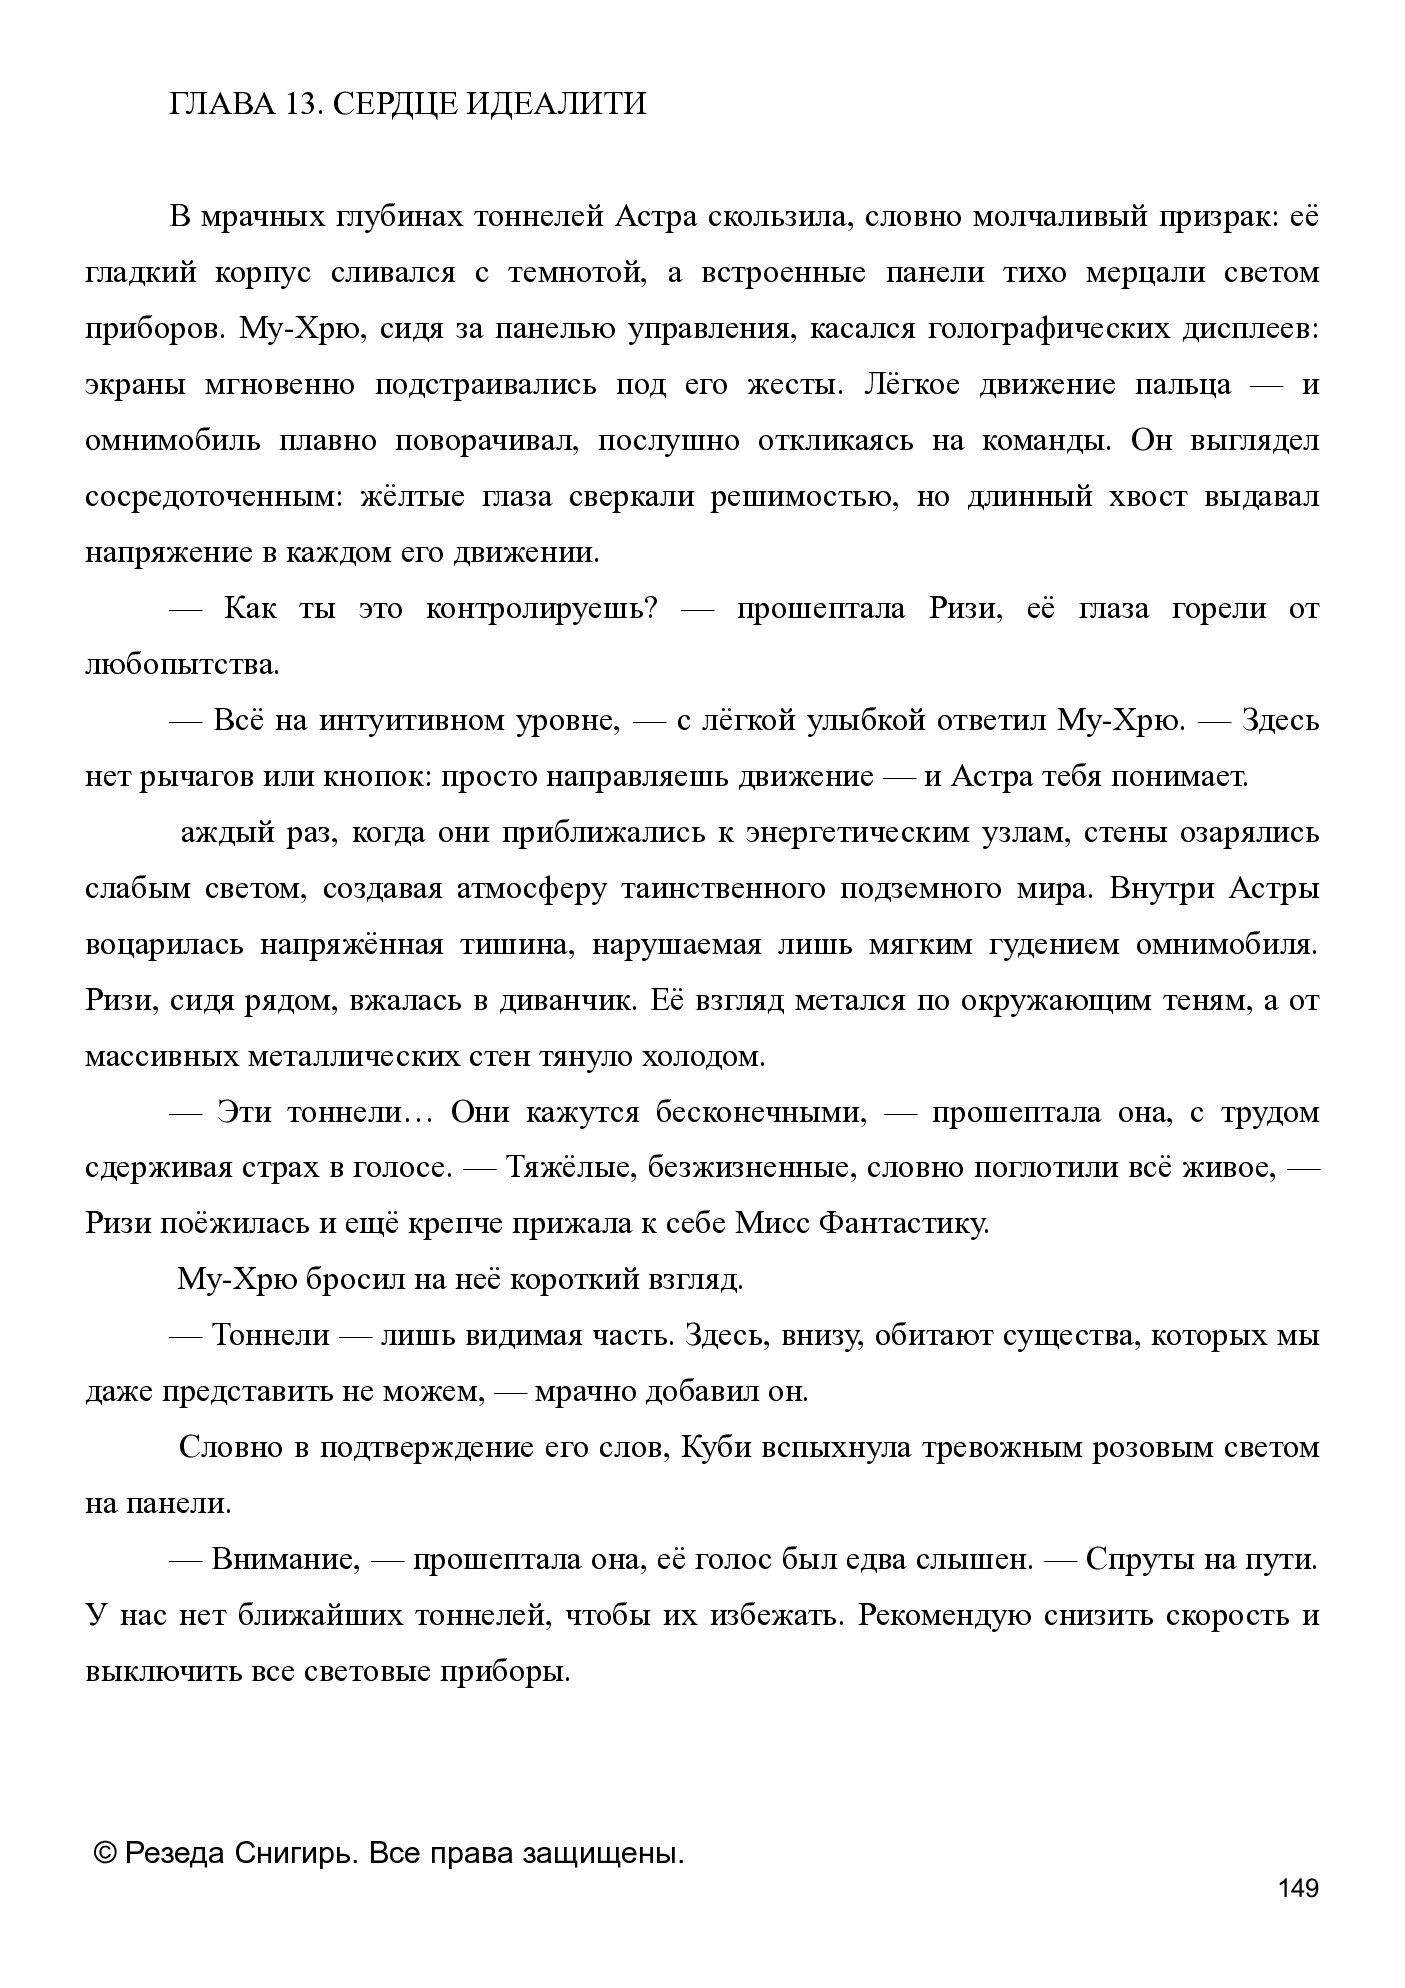 ГЛАВА 13. СЕРДЦЕ ИДЕАЛИТИ
В мрачных глубинах тоннелей Астра скользила, словно молчаливый призрак: её
гладкий корпус сливался с темнотой, а встроенные панели тихо мерцали светом
приборов. Му-Хрю, сидя за панелью управления, касался голографических дисплеев:
экраны мгновенно подстраивались под его жесты. Лёгкое движение пальца — и
омнимобиль плавно поворачивал, послушно откликаясь на команды. Он выглядел
сосредоточенным: жёлтые глаза сверкали решимостью, но длинный хвост выдавал
напряжение в каждом его движении.
— Как ты это контролируешь? — прошептала Ризи, её глаза горели от
любопытства.
— Всё на интуитивном уровне, — с лёгкой улыбкой ответил Му-Хрю. — Здесь
нет рычагов или кнопок: просто направляешь движение — и Астра тебя понимает.
аждый раз, когда они приближались к энергетическим узлам, стены озарялись
слабым светом, создавая атмосферу таинственного подземного мира. Внутри Астры
воцарилась напряжённая тишина, нарушаемая лишь мягким гудением омнимобиля.
Ризи, сидя рядом, вжалась в диванчик. Её взгляд метался по окружающим теням, а от
массивных металлических стен тянуло холодом.
— Эти тоннели… Они кажутся бесконечными, — прошептала она, с трудом
сдерживая страх в голосе. — Тяжёлые, безжизненные, словно поглотили всё живое, —
Ризи поёжилась и ещё крепче прижала к себе Мисс Фантастику.
Му-Хрю бросил на неё короткий взгляд.
— Тоннели — лишь видимая часть. Здесь, внизу, обитают существа, которых мы
даже представить не можем, — мрачно добавил он.
Словно в подтверждение его слов, Куби вспыхнула тревожным розовым светом
на панели.
— Внимание, — прошептала она, её голос был едва слышен. — Спруты на пути.
У нас нет ближайших тоннелей, чтобы их избежать. Рекомендую снизить скорость и
выключить все световые приборы.
© Резеда Снигирь. Все права защищены.
149